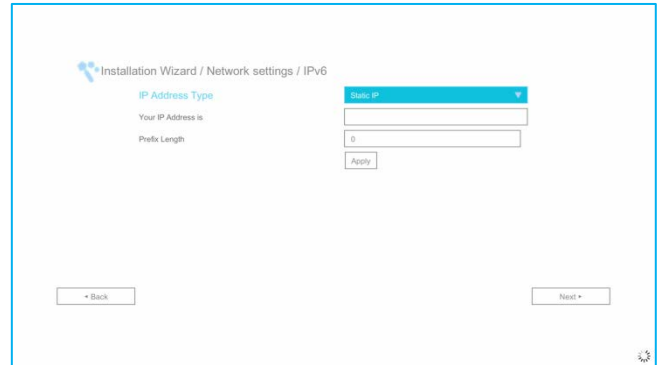 Installation Wizard / Network settings / IPv6
IP Address Type Static IP
Your IP Address is
Prefix Length 0
Apply
Back Next